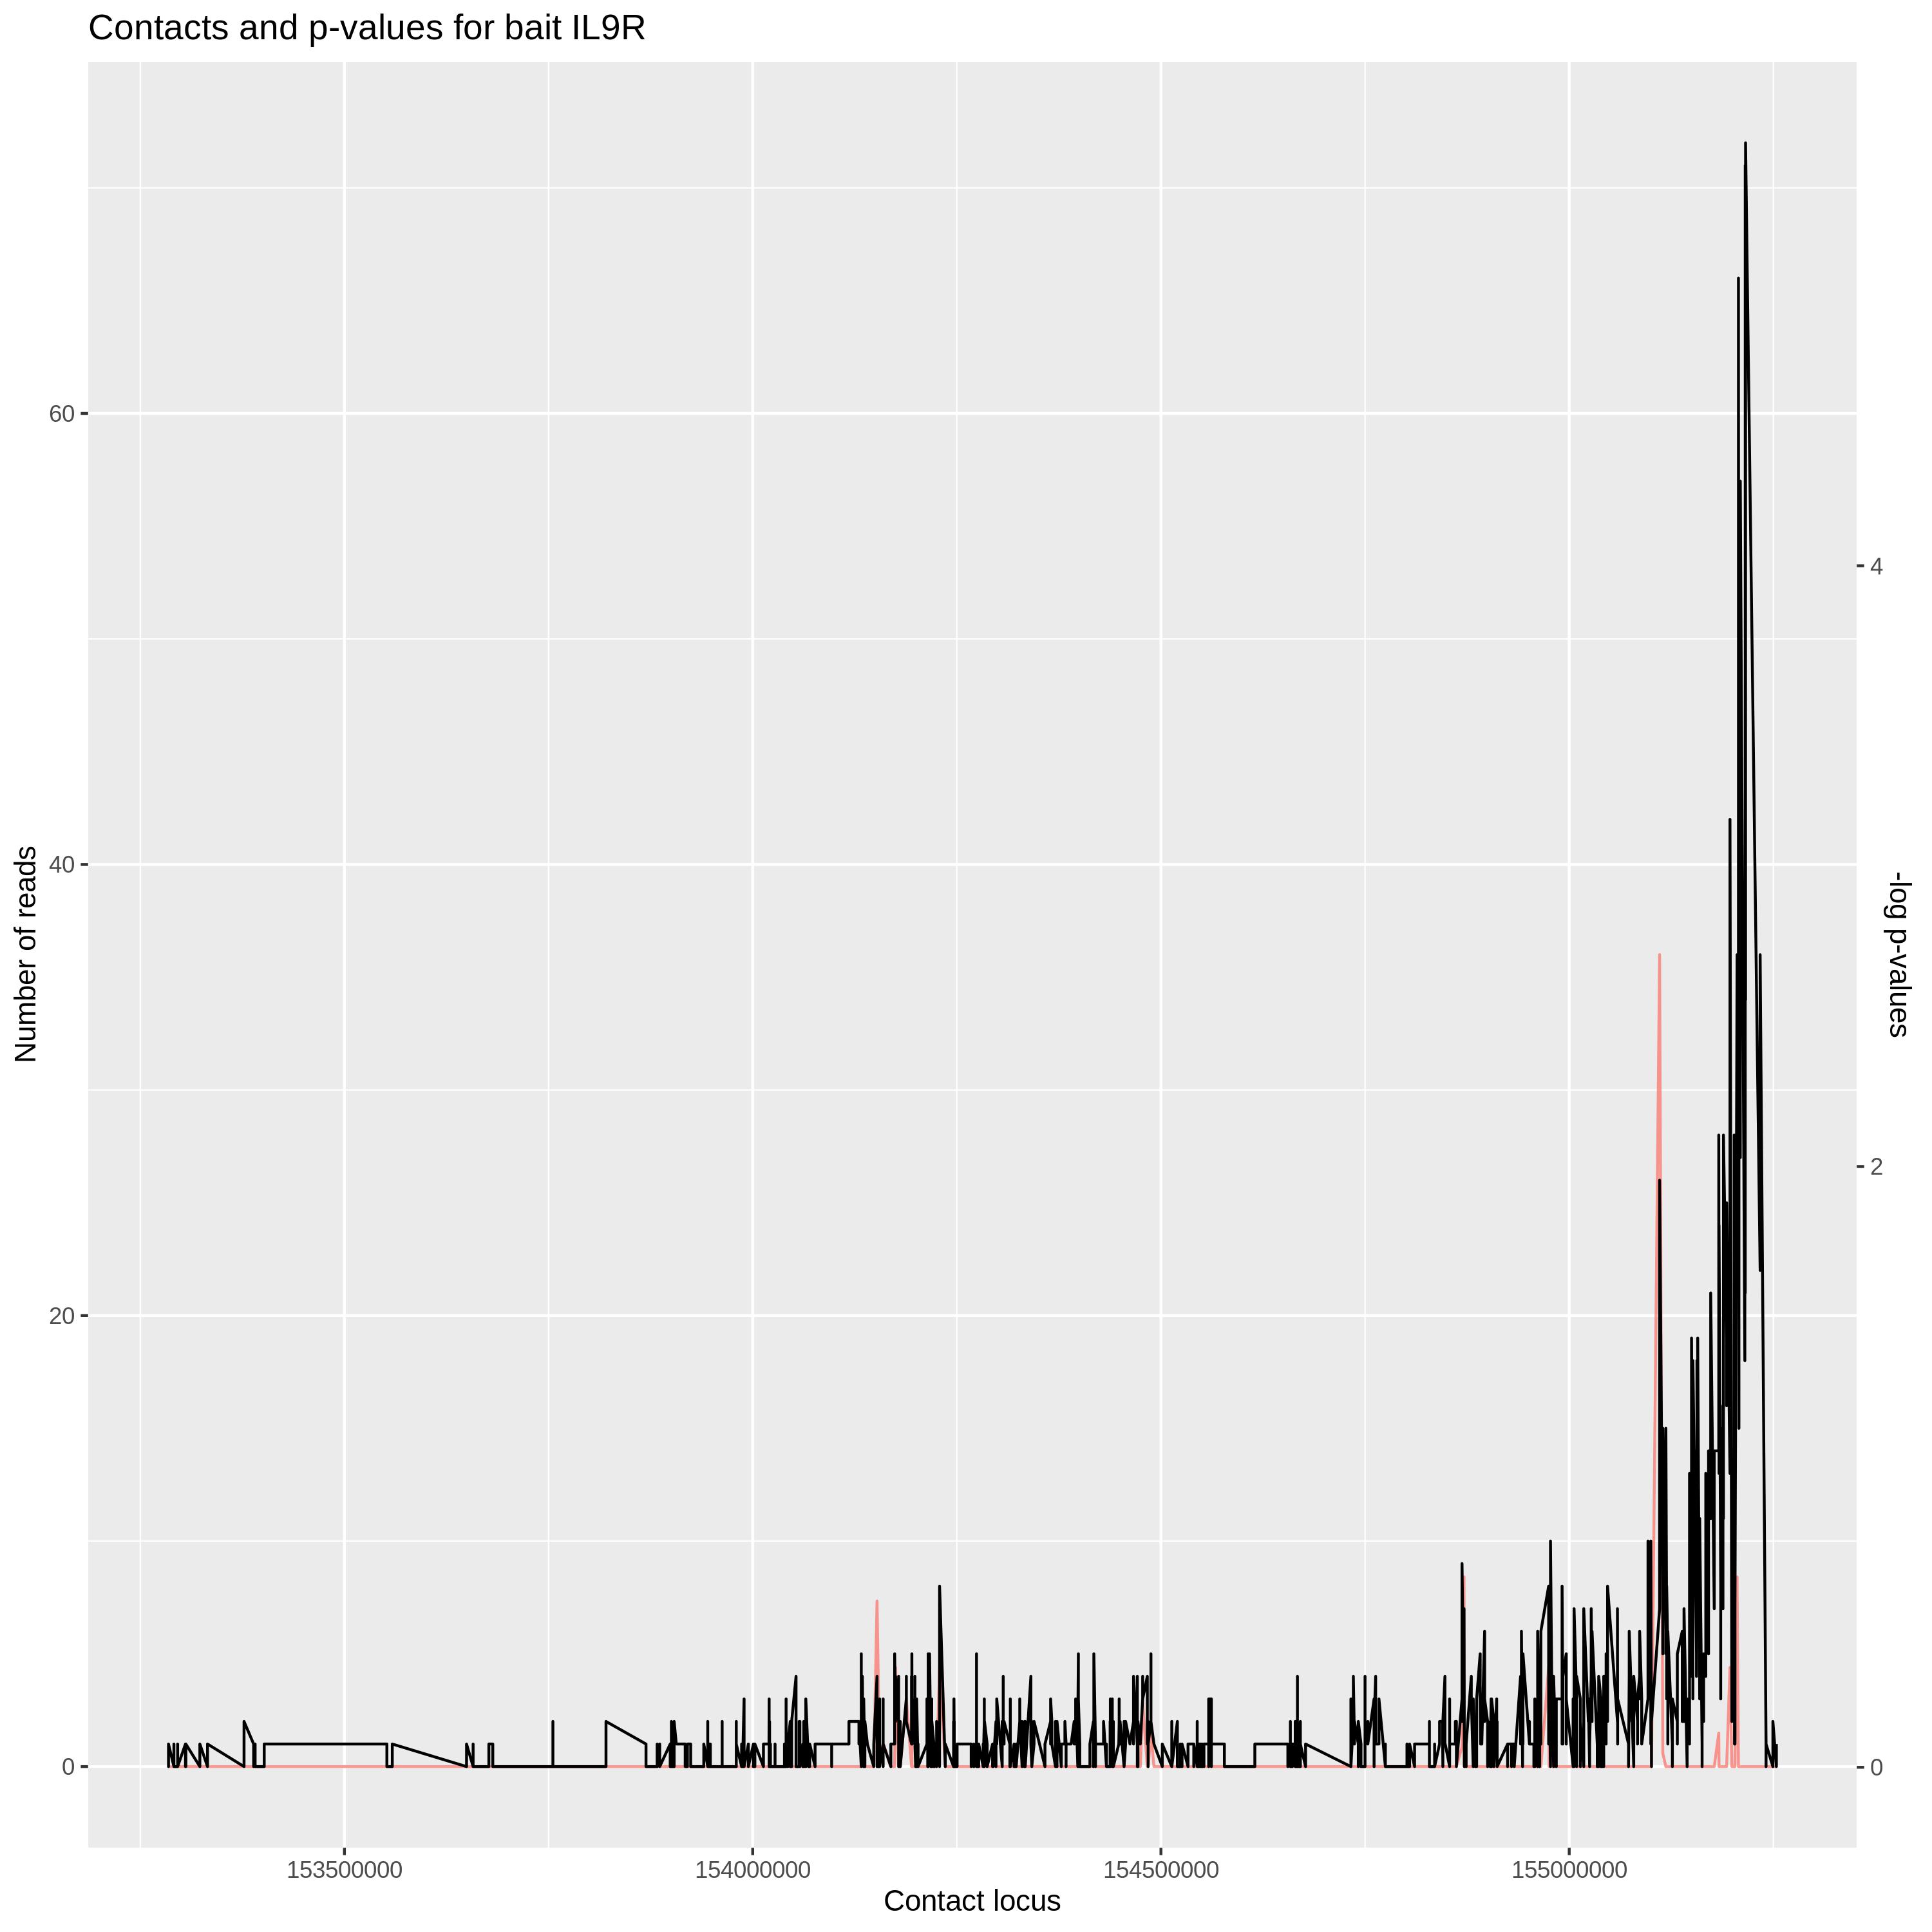 Contacts and p-values for bait IL9R
60
40
20
0
Number of reads
4
2
0
-log p-values
153500000 154000000 154500000 155000000
Contact locus